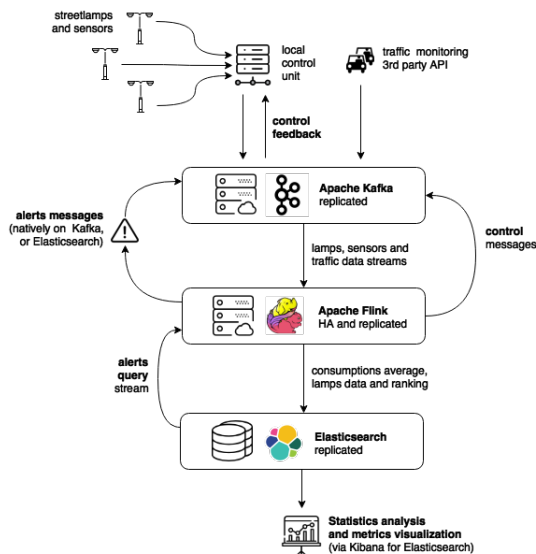 streetlamps
and sensors
local
control
unit
traffic monitoring
3rd party API
control
feedback
Apache Kafka
replicated
alerts messages
(natively on Kafka,
or Elasticsearch)
control
messages
lamps, sensors and
traffic data streams
Apache Flink
HA and replicated
alerts
query
stream
consumptions average,
lamps data and ranking
Elasticsearch
replicated
Statistics analysis
and metrics visualization
(via Kibana for Elasticsearch)